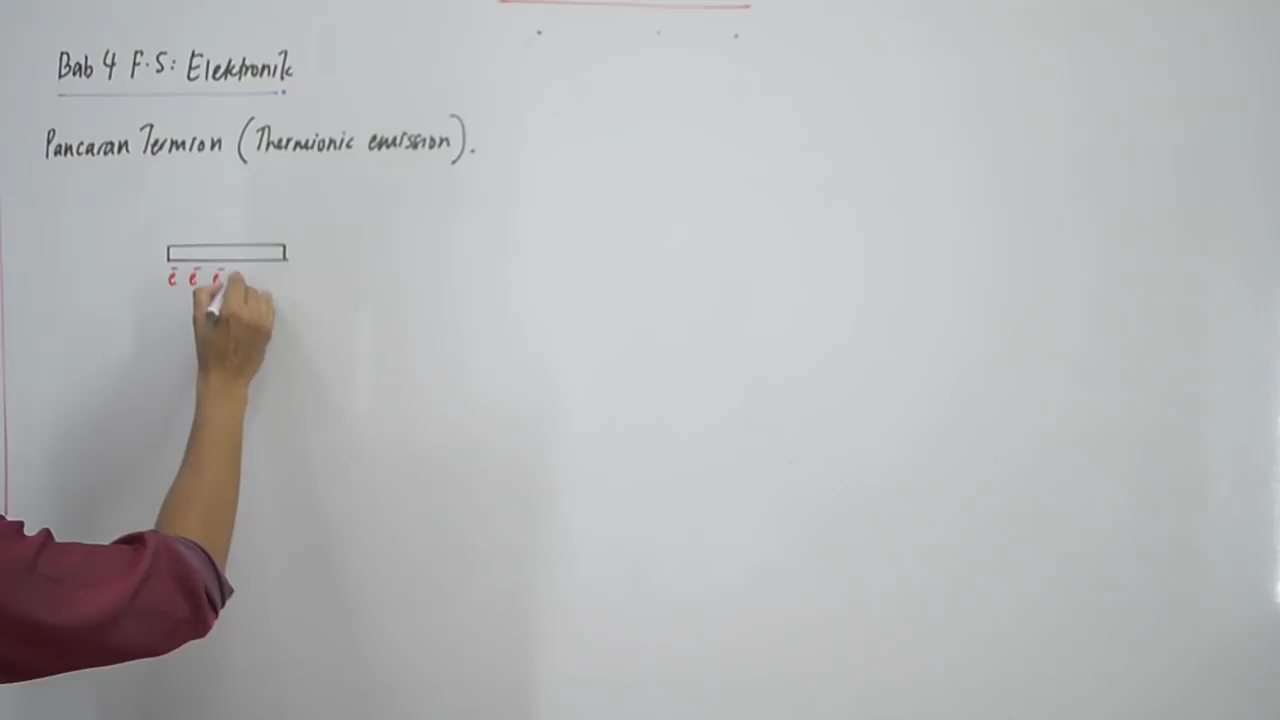 Bab 4 F.5: Elektronik
Pancaran Termion (Thermionic emission).
e⁻ e⁻ e⁻